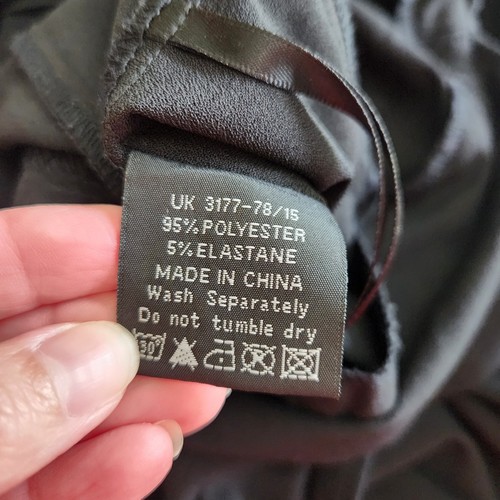 UK 3177-78/15
95% POLYESTER
5% ELASTANE
MADE IN CHINA
Wash Separately
Do not tumble dry
30°